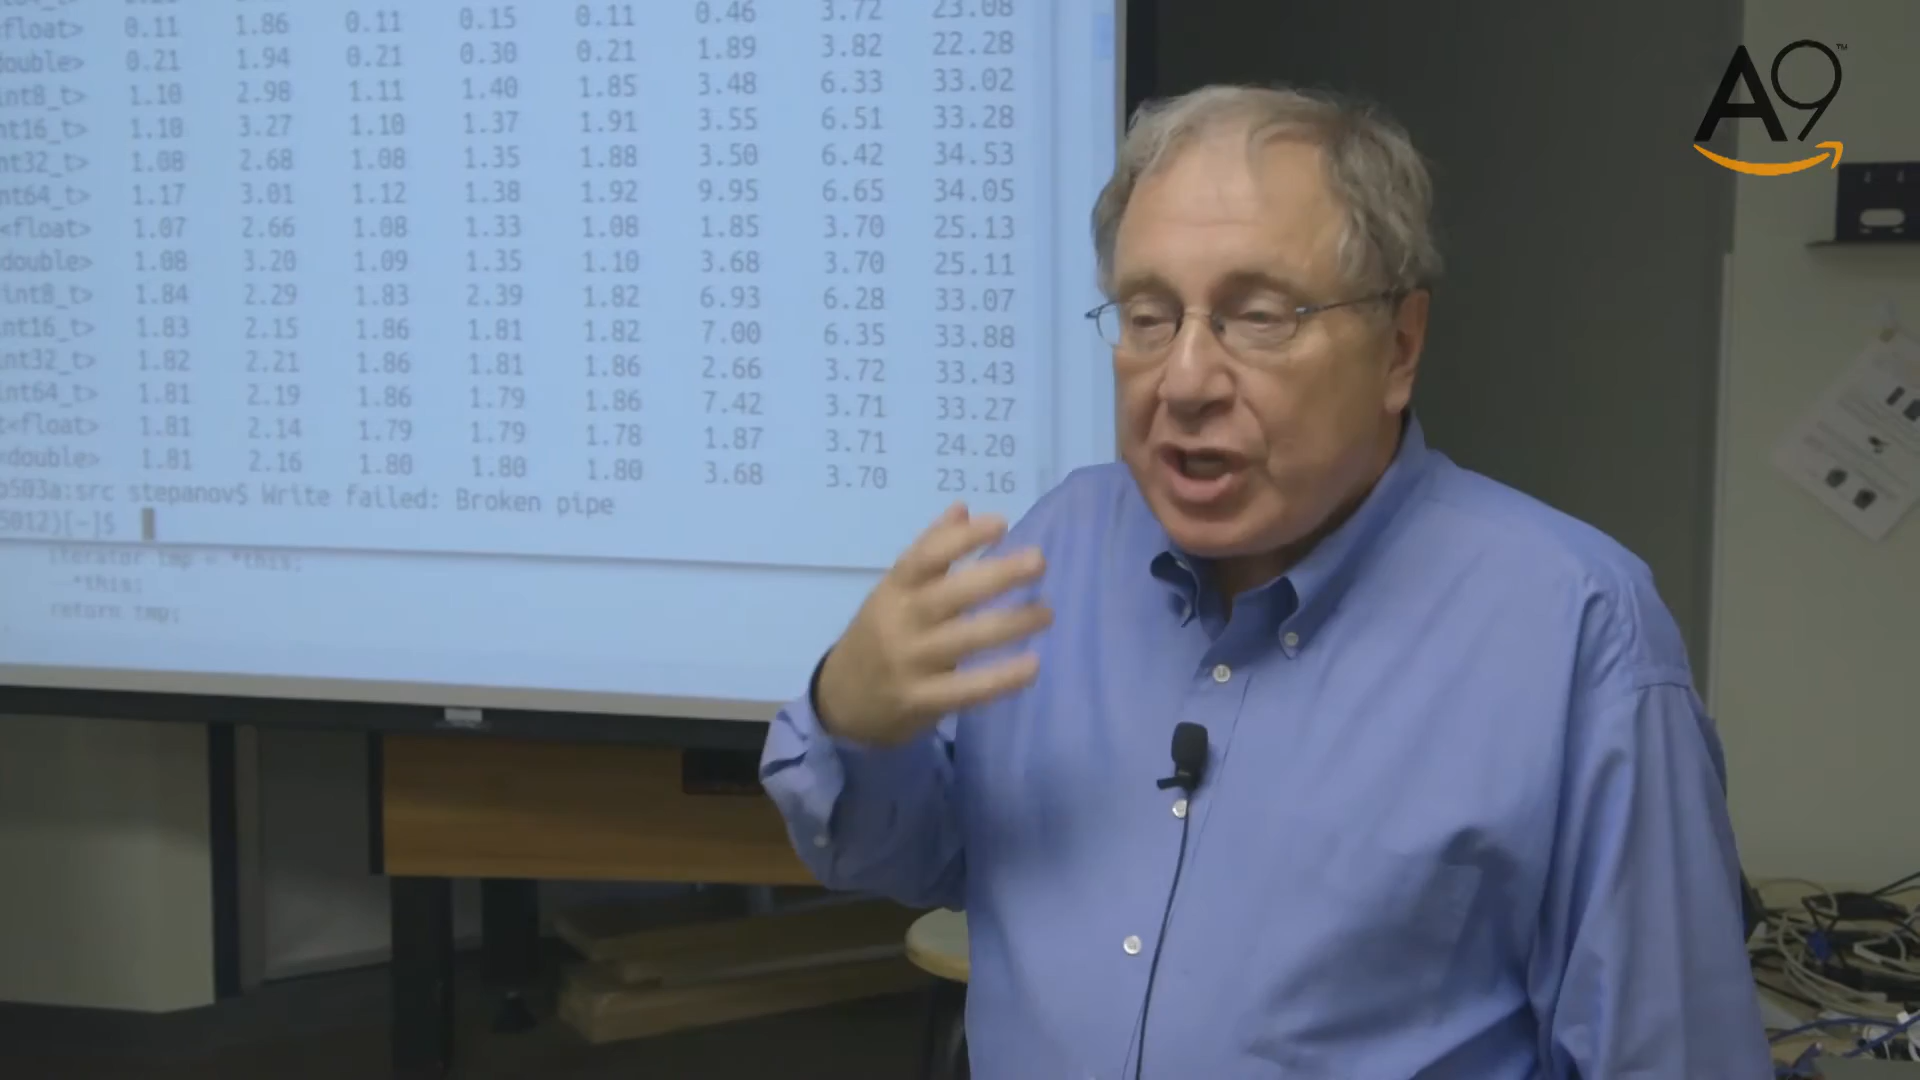 float> 0.11 1.86 0.11 0.15 0.11 0.46 3.72 23.08
double> 0.21 1.94 0.21 0.30 0.21 1.89 3.82 22.28
int8_t> 1.10 2.98 1.11 1.40 1.85 3.48 6.33 33.02
nt16_t> 1.10 3.27 1.10 1.37 1.91 3.55 6.51 33.28
nt32_t> 1.08 2.68 1.08 1.35 1.88 3.50 6.42 34.53
nt64_t> 1.17 3.01 1.12 1.38 1.92 9.95 6.65 34.05
<float> 1.07 2.66 1.08 1.33 1.08 1.85 3.70 25.13
double> 1.08 3.20 1.09 1.35 1.10 3.68 3.70 25.11
int8_t> 1.84 2.29 1.83 2.39 1.82 6.93 6.28 33.07
int16_t> 1.83 2.15 1.86 1.81 1.82 7.00 6.35 33.88
int32_t> 1.82 2.21 1.86 1.81 1.86 2.66 3.72 33.43
int64_t> 1.81 2.19 1.86 1.79 1.86 7.42 3.71 33.27
t<float> 1.81 2.14 1.79 1.79 1.78 1.87 3.71 24.20
<double> 1.81 2.16 1.80 1.80 1.80 3.68 3.70 23.16
b503a:src stepanov$ Write failed: Broken pipe
5012)[~]$
iterator tmp = *this;
--*this;
return tmp;
A9™